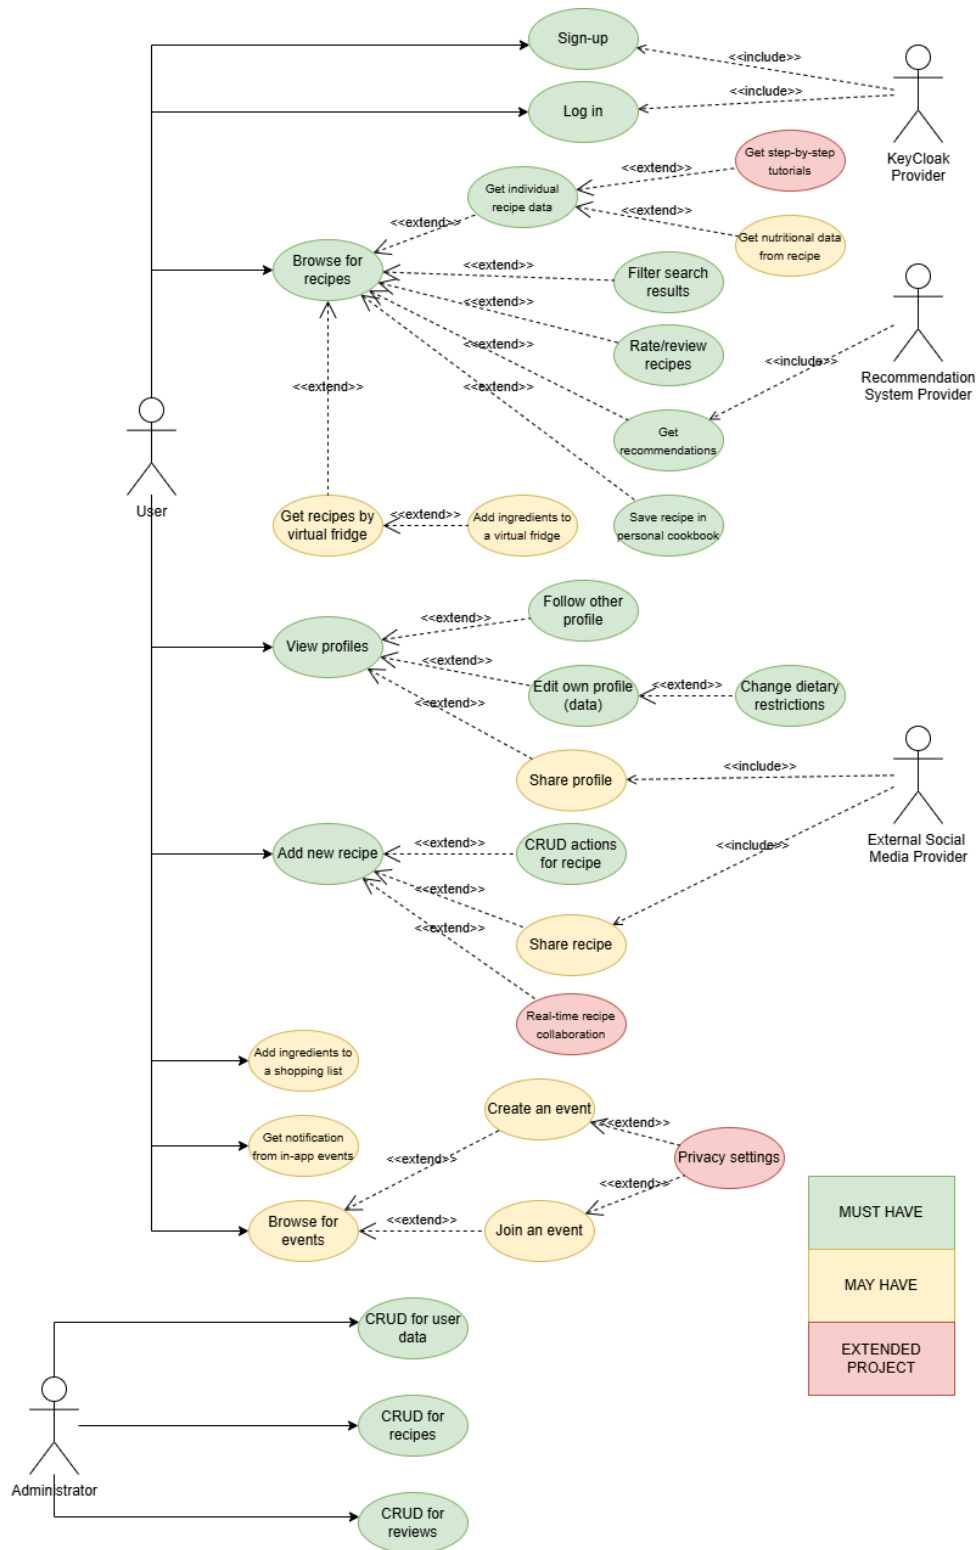 Sign-up
<<include>>
<<include>>
Log in
KeyCloak
Provider
Get step-by-step
tutorials
<<extend>>
Get individual
recipe data
<<extend>>
<<extend>>
Get nutritional data
from recipe
Browse for
recipes
<<extend>>
Filter search
results
<<extend>>
Rate/review
recipes
<<extend>>
<<include>>
Recommendation
System Provider
<<extend>>
<<extend>>
Get
recommendations
User
Get recipes by
virtual fridge
<<extend>>
Add ingredients to
a virtual fridge
Save recipe in
personal cookbook
Follow other
profile
<<extend>>
View profiles
<<extend>>
Edit own profile
(data)
<<extend>>
Change dietary
restrictions
<<extend>>
Share profile
<<include>>
External Social
Media Provider
Add new recipe
<<extend>>
CRUD actions
for recipe
<<include>>
<<extend>>
Share recipe
<<extend>>
Real-time recipe
collaboration
Add ingredients to
a shopping list
Create an event
<<extend>>
Get notification
from in-app events
<<extend>>
Privacy settings
<<extend>>
Browse for
events
<<extend>>
Join an event
MUST HAVE
MAY HAVE
EXTENDED
PROJECT
CRUD for user
data
CRUD for
recipes
Administrator
CRUD for
reviews